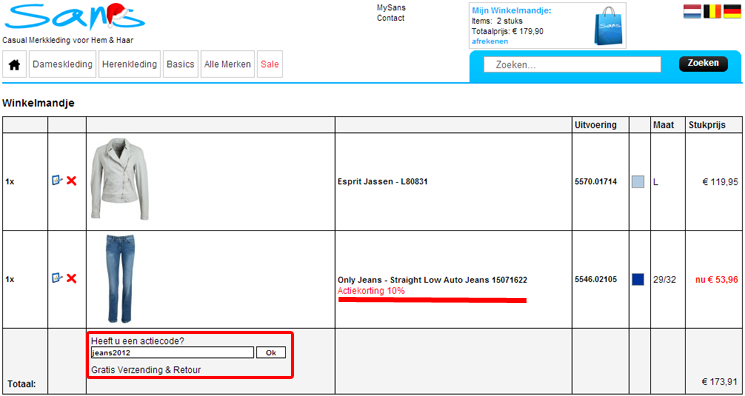 Sans
Casual Merkkleding voor Hem & Haar
MySans
Contact
Mijn Winkelmandje:
Items: 2 stuks
Totaalprijs: € 179,90
afrekenen
Dameskleding Herenkleding Basics Alle Merken Sale
Zoeken... Zoeken
Winkelmandje
Uitvoering Maat Stukprijs
1x Esprit Jassen - L80831 5570.01714 L € 119,95
1x Only Jeans - Straight Low Auto Jeans 15071622 5546.02105 29/32 nu € 53,96
Actiekorting 10%
Heeft u een actiecode?
jeans2012 Ok
Gratis Verzending & Retour
Totaal: € 173,91